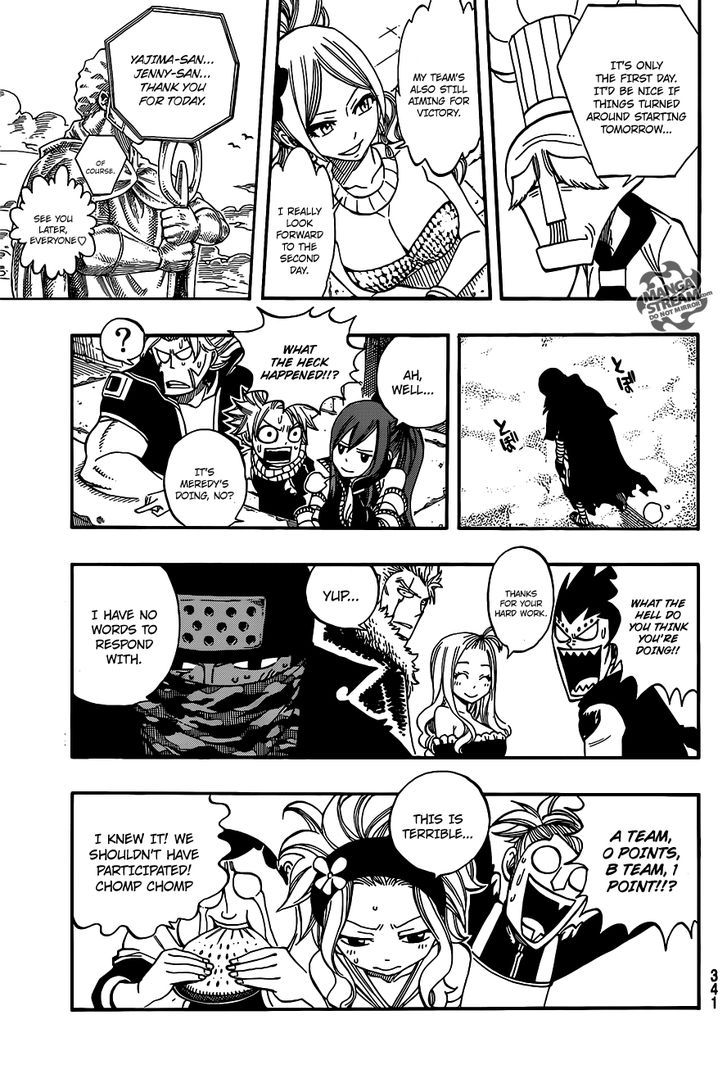 IT'S ONLY
THE FIRST DAY.
IT'D BE NICE IF
THINGS TURNED
AROUND STARTING
TOMORROW...
MY TEAM'S
ALSO STILL
AIMING FOR
VICTORY.
I REALLY
LOOK
FORWARD
TO THE
SECOND
DAY.
YAJIMA-SAN...
JENNY-SAN...
THANK YOU
FOR TODAY.
OF
COURSE.
SEE YOU
LATER,
EVERYONE♡
MANGA
STREAM.com
DO NOT MIRROR
とぼ
とぼ
AH,
WELL...
WHAT
THE HECK
HAPPENED!!?
?
IT'S
MEREDY'S
DOING, NO?
WHAT THE
HELL DO
YOU THINK
YOU'RE
DOING!!
THANKS
FOR YOUR
HARD WORK.
YUP...
I HAVE NO
WORDS TO
RESPOND
WITH.
A TEAM,
0 POINTS,
B TEAM, 1
POINT!!?
THIS IS
TERRIBLE...
I KNEW IT! WE
SHOULDN'T HAVE
PARTICIPATED!
CHOMP CHOMP
341